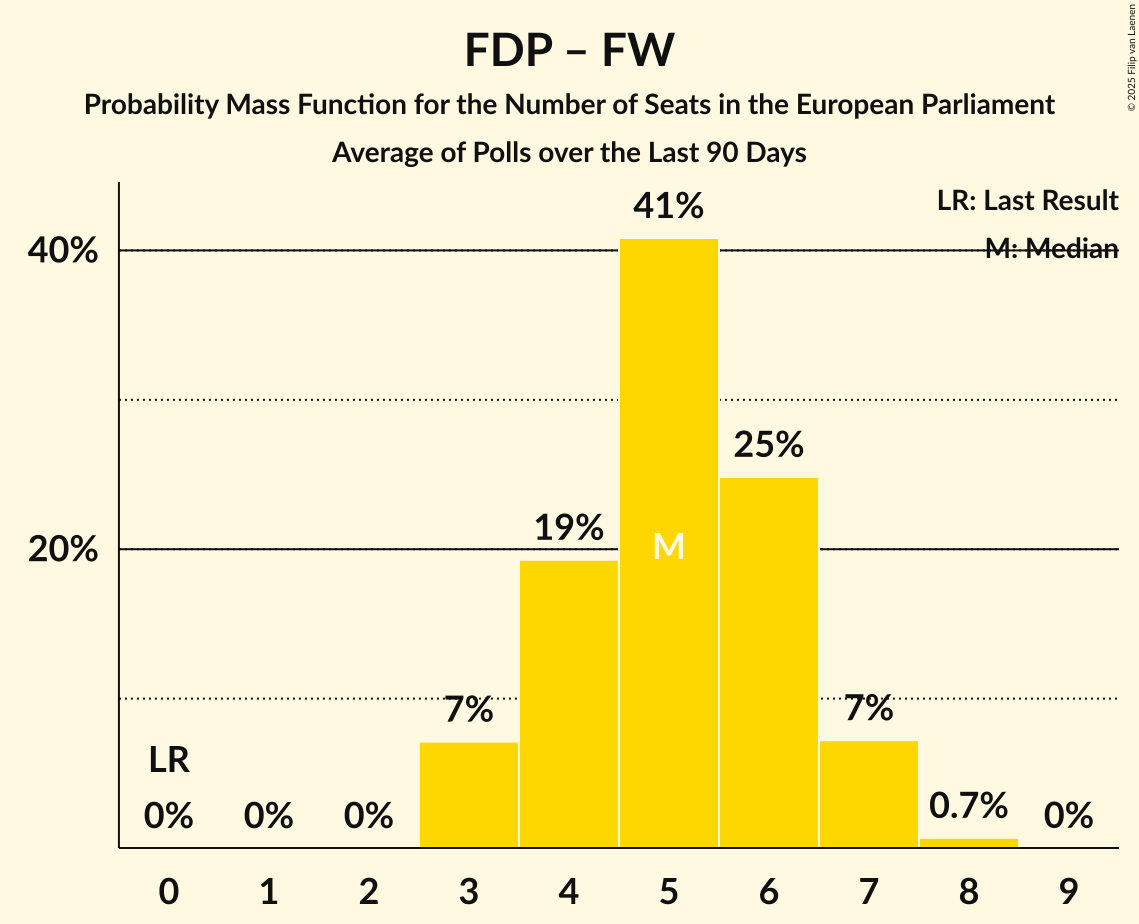 FDP – FW
Probability Mass Function for the Number of Seats in the European Parliament
Average of Polls over the Last 90 Days
© 2025 Filip van Laenen
LR: Last Result
M: Median
40%
20%
41%
25%
19%
M
7%
7%
LR
0%
0%
0%
0.7%
0%
0 1 2 3 4 5 6 7 8 9